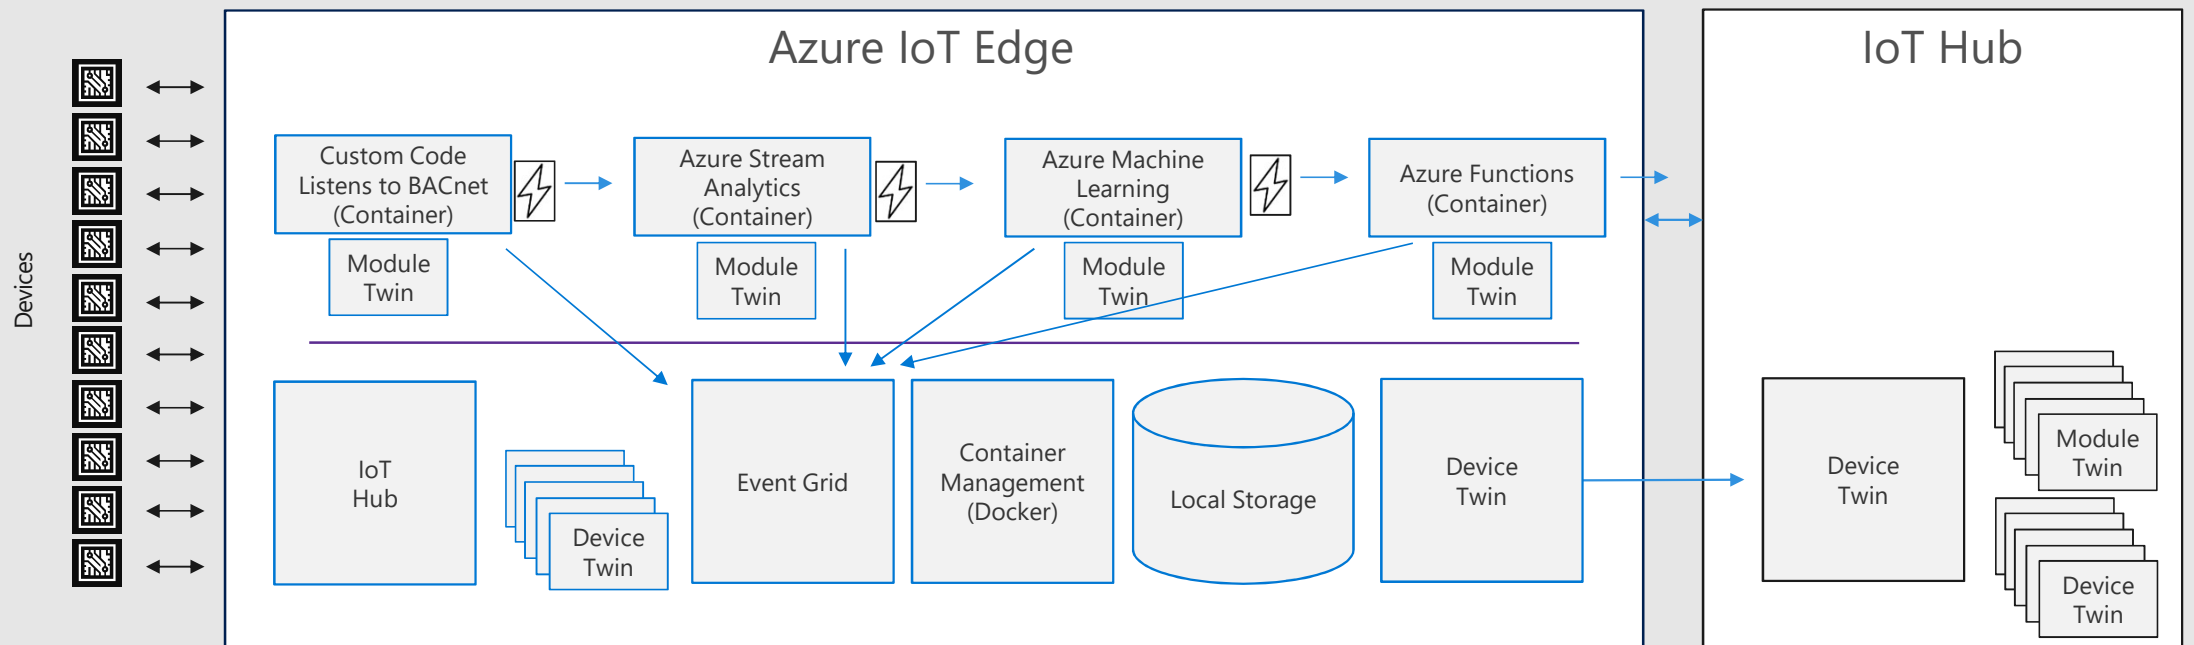 Azure IoT Edge
IoT Hub
Devices
Custom Code
Listens to BACnet
(Container)
Azure Stream
Analytics
(Container)
Azure Machine
Learning
(Container)
Azure Functions
(Container)
Module
Twin
Module
Twin
Module
Twin
Module
Twin
IoT
Hub
Device
Twin
Event Grid
Container
Management
(Docker)
Local Storage
Device
Twin
Device
Twin
Module
Twin
Device
Twin